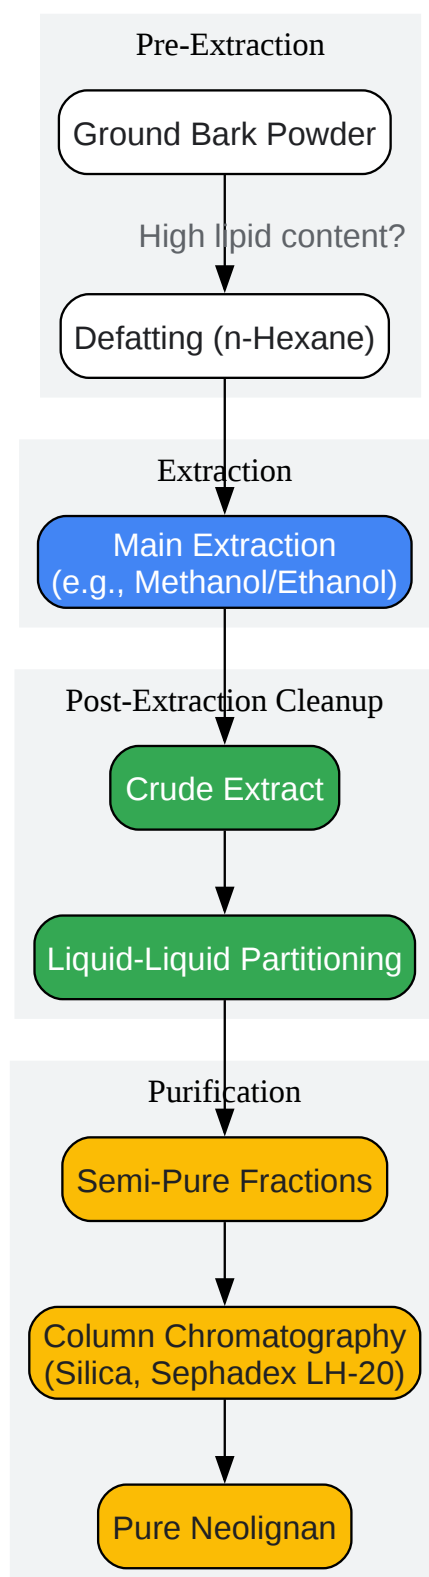 Pre-Extraction
Ground Bark Powder
High lipid content?
Defatting (n-Hexane)
Extraction
Main Extraction
(e.g., Methanol/Ethanol)
Post-Extraction Cleanup
Crude Extract
Liquid-Liquid Partitioning
Purification
Semi-Pure Fractions
Column Chromatography
(Silica, Sephadex LH-20)
Pure Neolignan